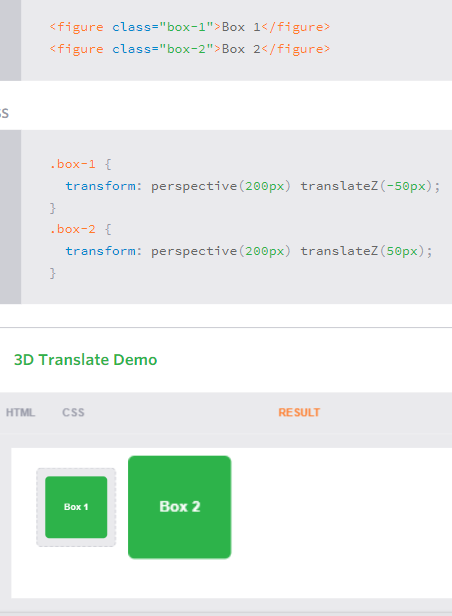 <figure class="box-1">Box 1</figure>
<figure class="box-2">Box 2</figure>
SS
.box-1 {
  transform: perspective(200px) translateZ(-50px);
}
.box-2 {
  transform: perspective(200px) translateZ(50px);
}
3D Translate Demo
HTML CSS RESULT
Box 1 Box 2